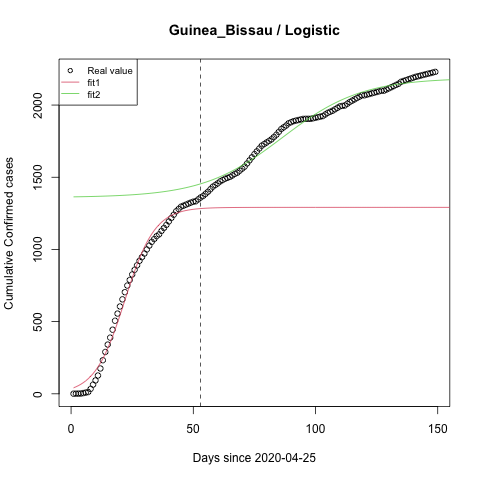 Guinea_Bissau / Logistic
Real value
fit1
fit2
Cumulative Confirmed cases
2000
1500
1000
500
0
0 50 100 150
Days since 2020-04-25